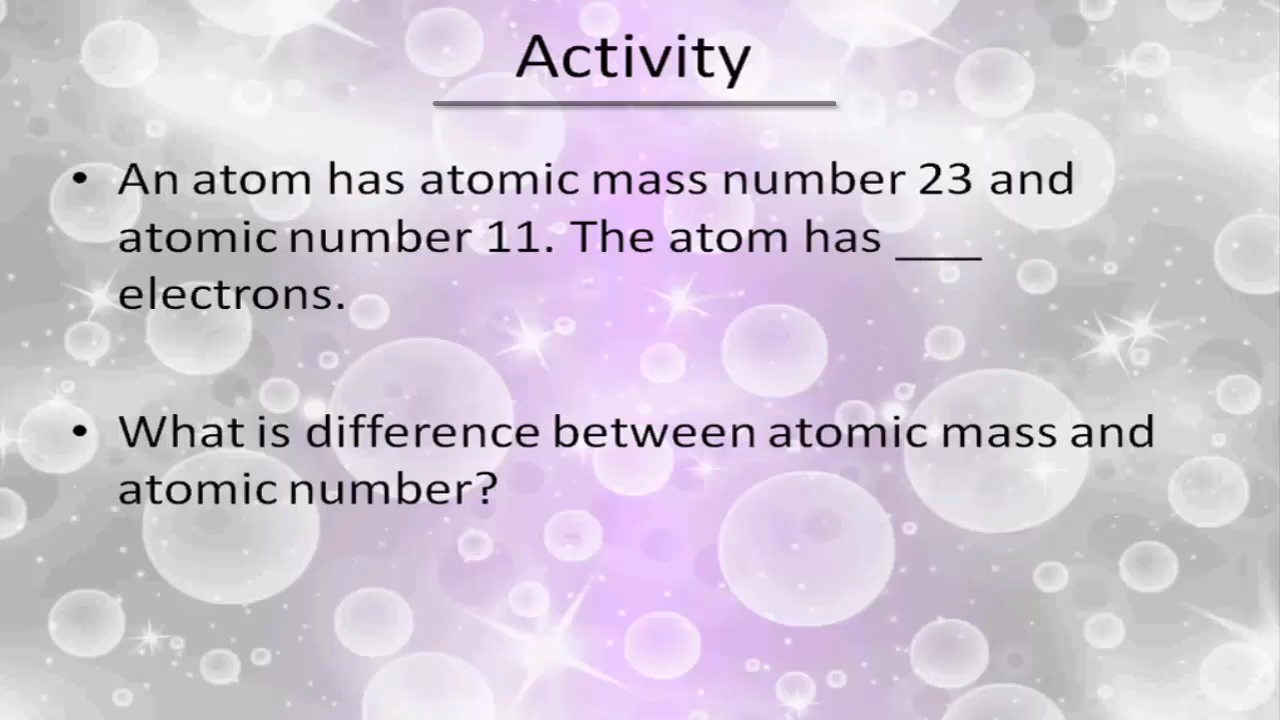 Activity
• An atom has atomic mass number 23 and
atomic number 11. The atom has ____
electrons.
• What is difference between atomic mass and
atomic number?